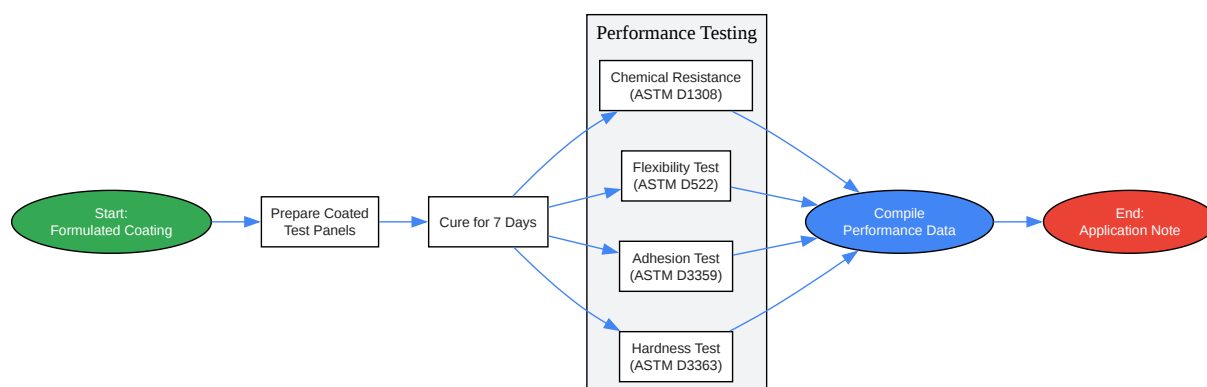 Start:
Formulated Coating
Prepare Coated
Test Panels
Cure for 7 Days
Performance Testing
Chemical Resistance
(ASTM D1308)
Flexibility Test
(ASTM D522)
Adhesion Test
(ASTM D3359)
Hardness Test
(ASTM D3363)
Compile
Performance Data
End:
Application Note